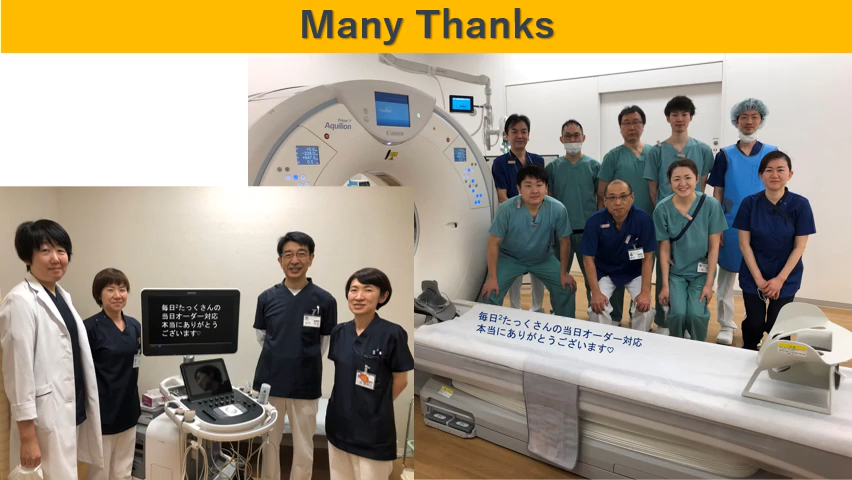 Many Thanks
Aquilion
Canon
毎日²たっくさんの
当日オーダー対応
本当にありがとう
ございます♡
毎日²たっくさんの当日オーダー対応
本当にありがとうございます♡